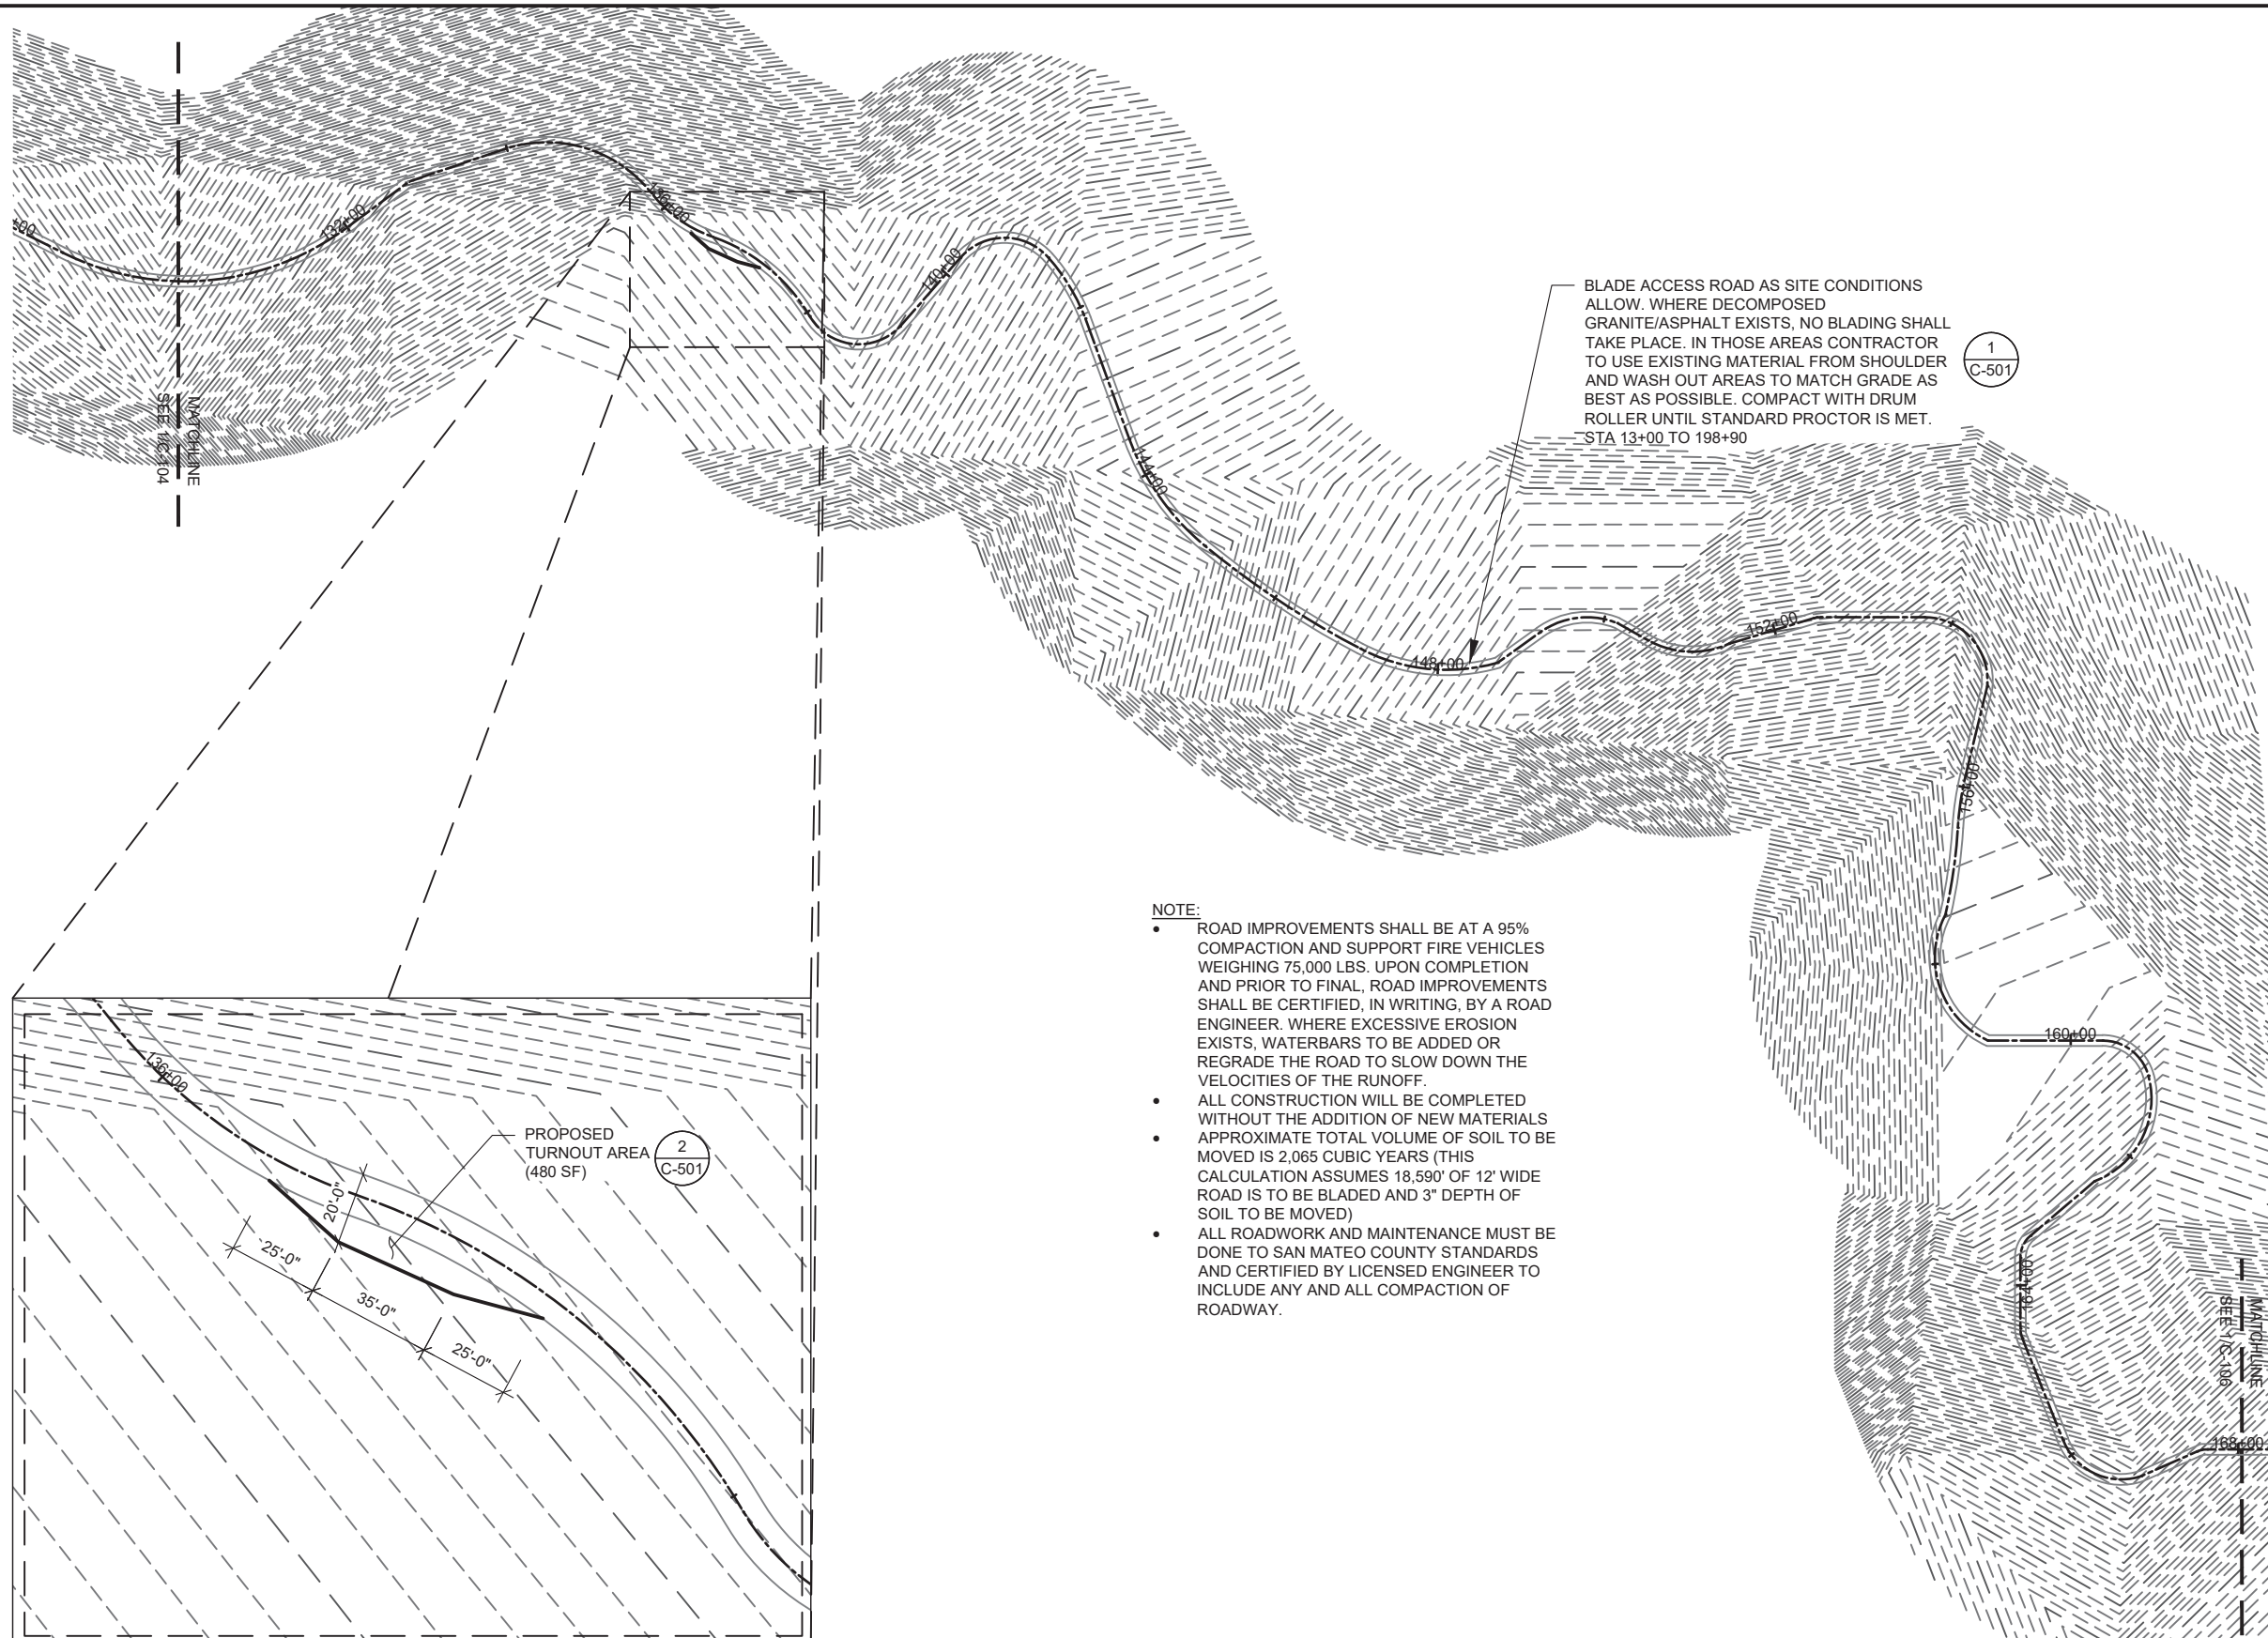 +00
132+00
136+00
140+00
144+00
148+00
152+00
156+00
160+00
164+00
168+00
MATCHLINE
SEE 1/C-104
BLADE ACCESS ROAD AS SITE CONDITIONS
ALLOW. WHERE DECOMPOSED
GRANITE/ASPHALT EXISTS, NO BLADING SHALL
TAKE PLACE. IN THOSE AREAS CONTRACTOR
TO USE EXISTING MATERIAL FROM SHOULDER
AND WASH OUT AREAS TO MATCH GRADE AS
BEST AS POSSIBLE. COMPACT WITH DRUM
ROLLER UNTIL STANDARD PROCTOR IS MET.
STA 13+00 TO 198+90
1
C-501
NOTE:
• ROAD IMPROVEMENTS SHALL BE AT A 95%
COMPACTION AND SUPPORT FIRE VEHICLES
WEIGHING 75,000 LBS. UPON COMPLETION
AND PRIOR TO FINAL, ROAD IMPROVEMENTS
SHALL BE CERTIFIED, IN WRITING, BY A ROAD
ENGINEER. WHERE EXCESSIVE EROSION
EXISTS, WATERBARS TO BE ADDED OR
REGRADE THE ROAD TO SLOW DOWN THE
VELOCITIES OF THE RUNOFF.
• ALL CONSTRUCTION WILL BE COMPLETED
WITHOUT THE ADDITION OF NEW MATERIALS
• APPROXIMATE TOTAL VOLUME OF SOIL TO BE
MOVED IS 2,065 CUBIC YEARS (THIS
CALCULATION ASSUMES 18,590' OF 12' WIDE
ROAD IS TO BE BLADED AND 3" DEPTH OF
SOIL TO BE MOVED)
• ALL ROADWORK AND MAINTENANCE MUST BE
DONE TO SAN MATEO COUNTY STANDARDS
AND CERTIFIED BY LICENSED ENGINEER TO
INCLUDE ANY AND ALL COMPACTION OF
ROADWAY.
136+00
PROPOSED
TURNOUT AREA
(480 SF)
2
C-501
20'-0"
25'-0"
35'-0"
25'-0"
MATCHLINE
SEE 1/C-106